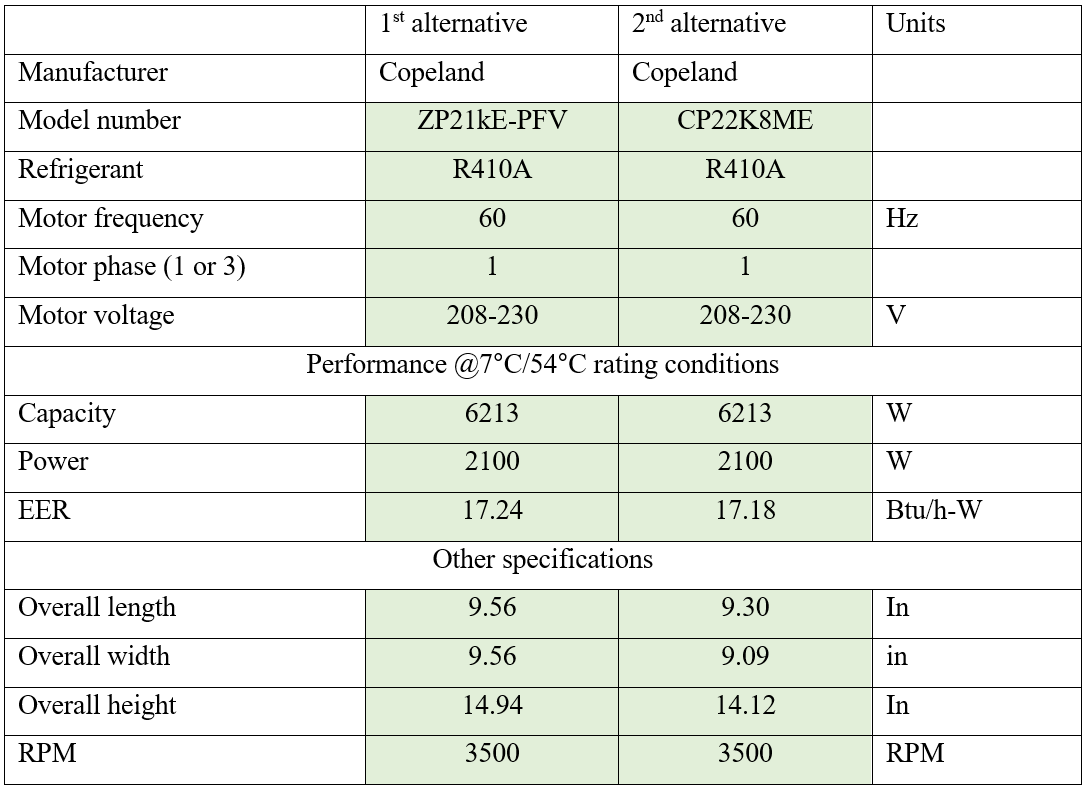 1st alternative 2nd alternative Units
Manufacturer Copeland Copeland
Model number ZP21kE-PFV CP22K8ME
Refrigerant R410A R410A
Motor frequency 60 60 Hz
Motor phase (1 or 3) 1 1
Motor voltage 208-230 208-230 V
Performance @7°C/54°C rating conditions
Capacity 6213 6213 W
Power 2100 2100 W
EER 17.24 17.18 Btu/h-W
Other specifications
Overall length 9.56 9.30 In
Overall width 9.56 9.09 in
Overall height 14.94 14.12 In
RPM 3500 3500 RPM